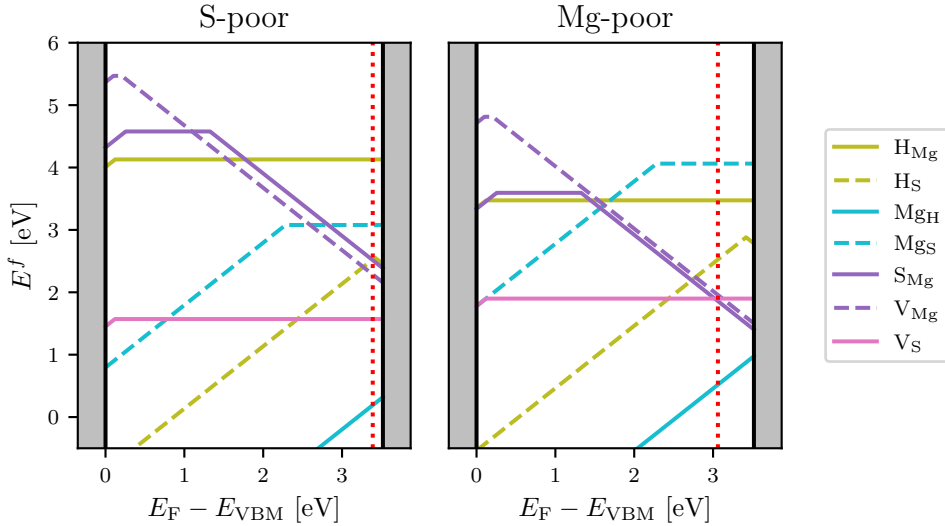 S-poor
Mg-poor
6
5
4
3
2
1
0
E^f [eV]
0
1
2
3
0
1
2
3
E_F − E_VBM [eV]
E_F − E_VBM [eV]
H_Mg
H_S
Mg_H
Mg_S
S_Mg
V_Mg
V_S